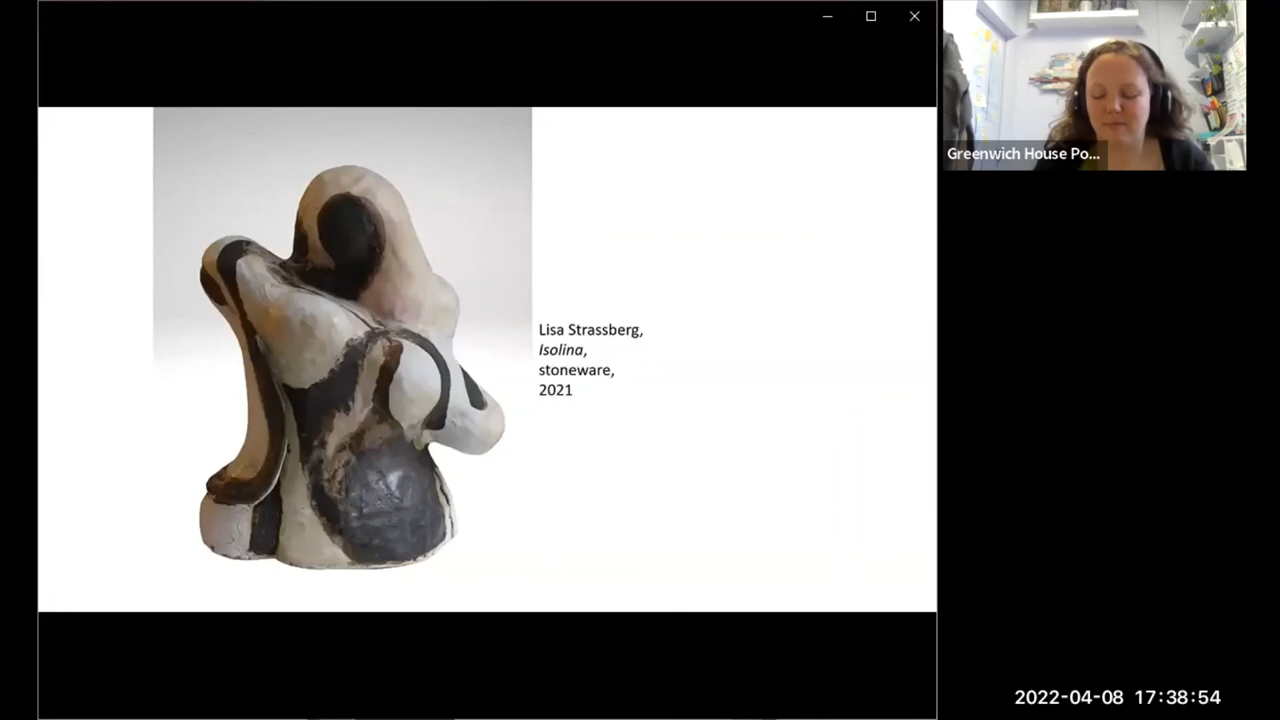 Greenwich House Po...
Lisa Strassberg,
Isolina,
stoneware,
2021
2022-04-08 17:38:54